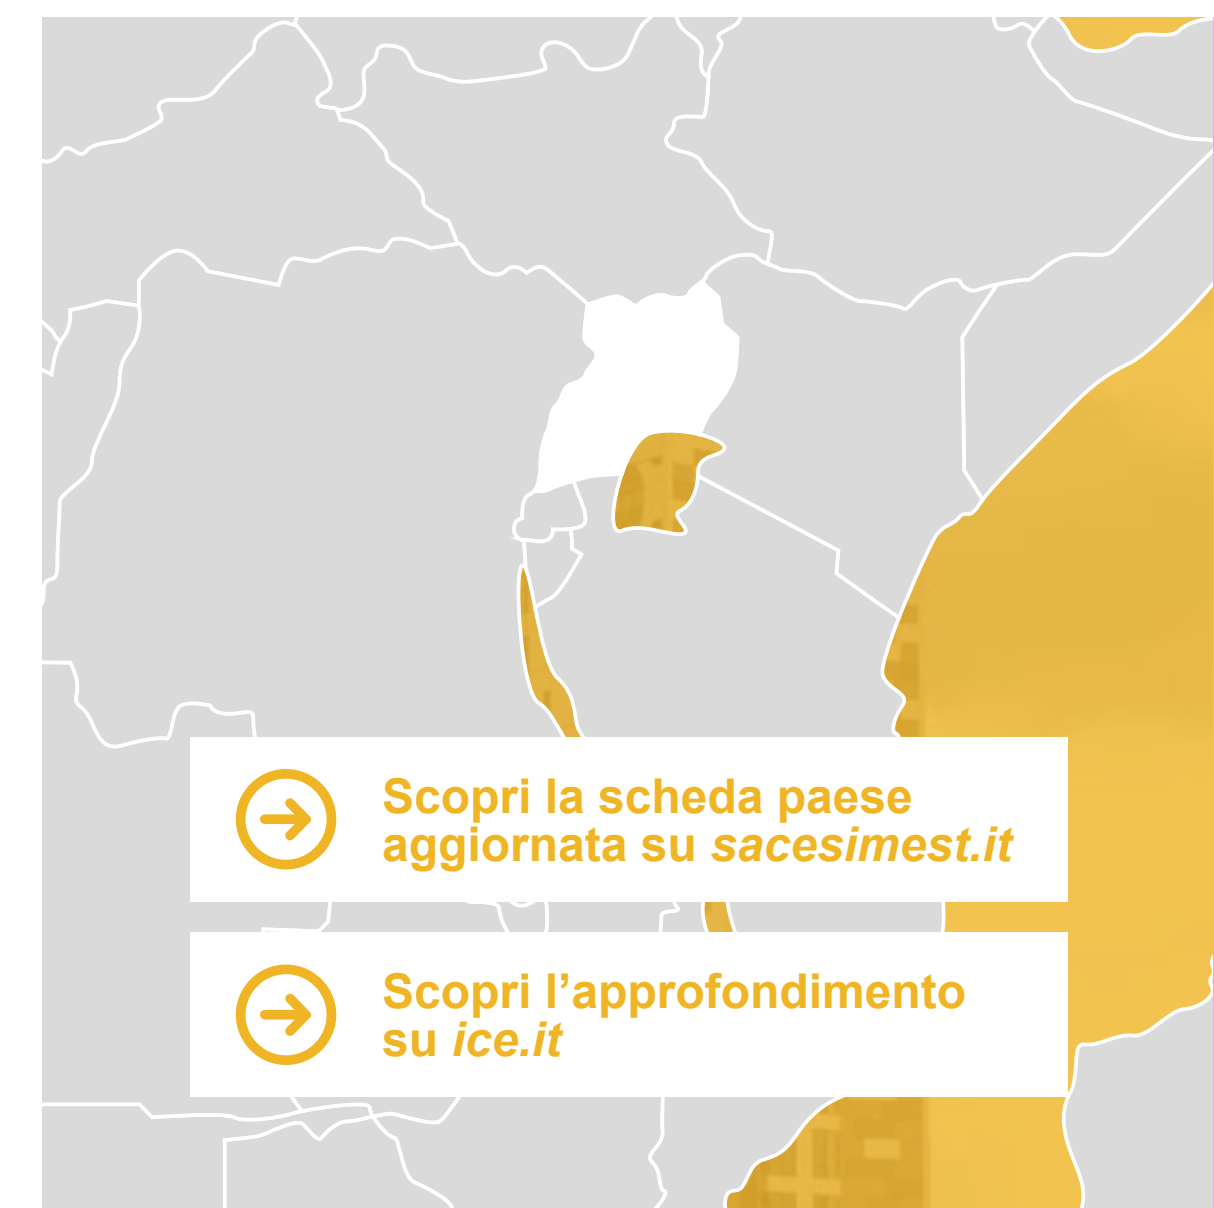 Scopri la scheda paese
aggiornata su sacesimest.it
Scopri l’approfondimento
su ice.it